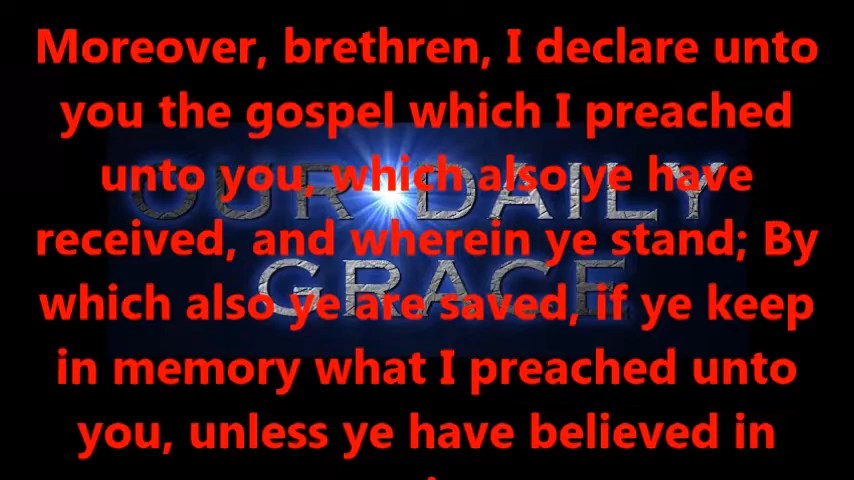 Moreover, brethren, I declare unto
you the gospel which I preached
unto you, which also ye have
received, and wherein ye stand; By
which also ye are saved, if ye keep
in memory what I preached unto
you, unless ye have believed in
OUR DAILY
GRACE